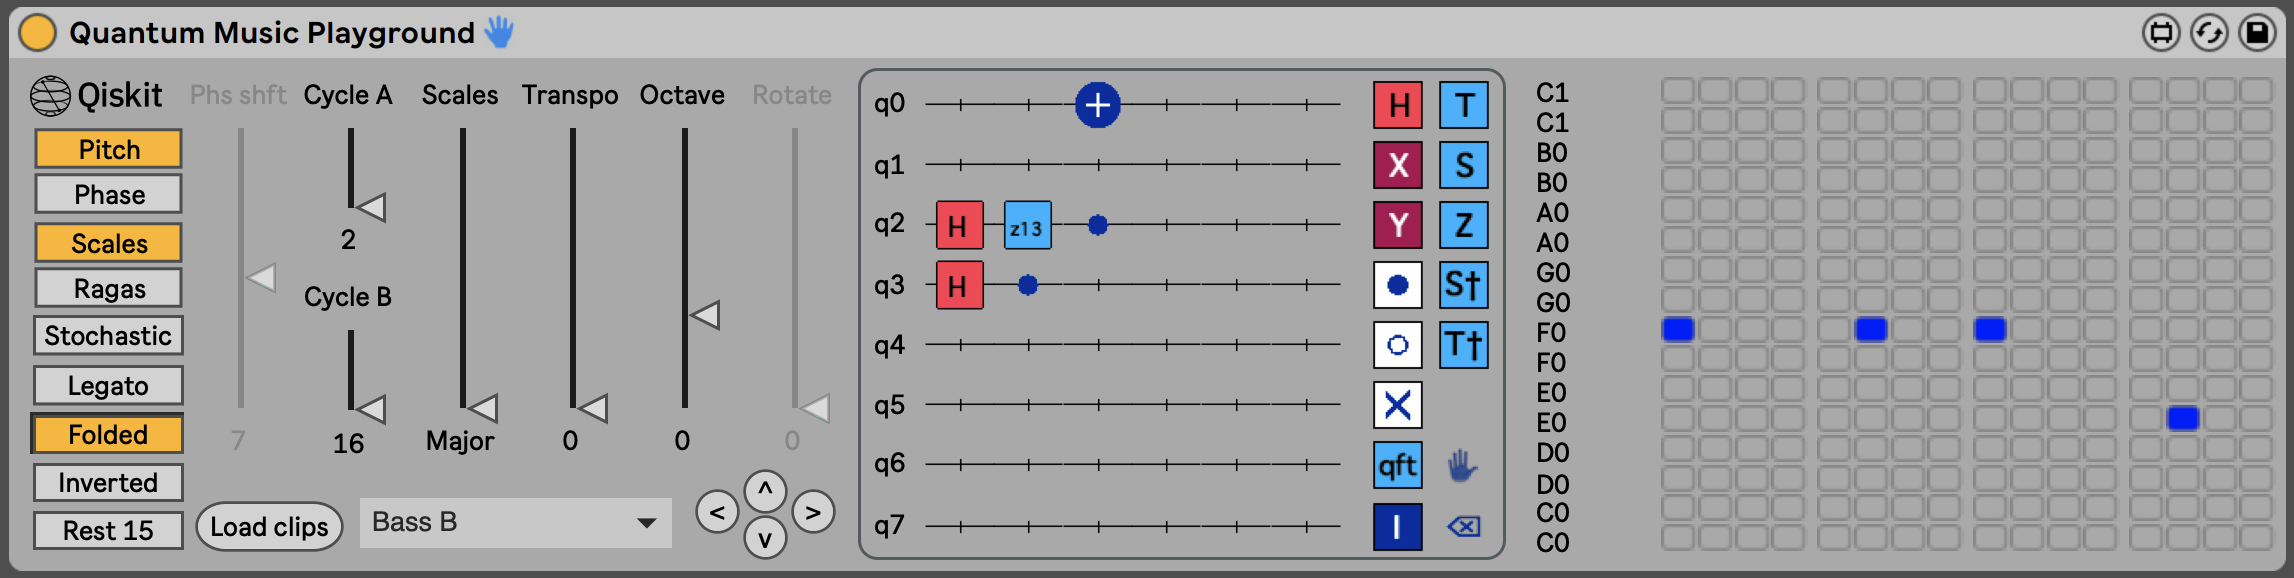 Quantum Music Playground
Qiskit
Phs shft Cycle A Scales Transpo Octave Rotate
Pitch
Phase
Scales
Ragas
Stochastic
Legato
Folded
Inverted
Rest 15
2
Cycle B
7 16 Major 0 0 0
Load clips
Bass B
< ^ v >
q0 + H T
q1 X S
q2 H z13 Y Z
q3 H S†
q4 T†
q5
q6 qft
q7 I
C1
C1
B0
B0
A0
A0
G0
G0
F0
F0
E0
E0
D0
D0
C0
C0